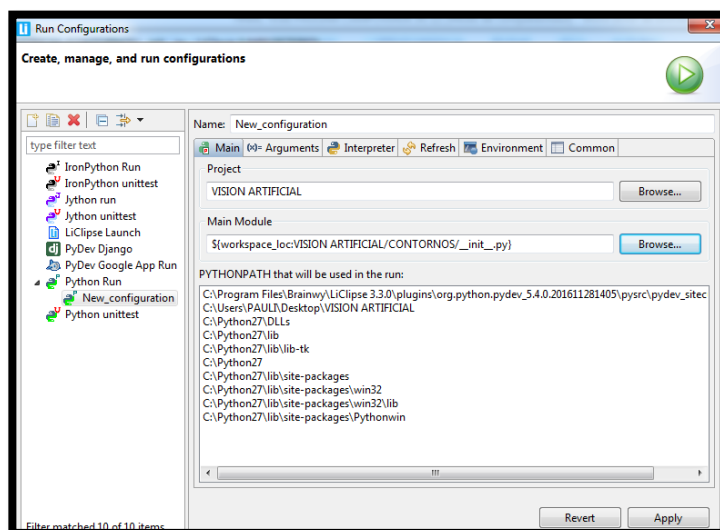 Run Configurations
Create, manage, and run configurations
type filter text
IronPython Run
IronPython unittest
Jython run
Jython unittest
LiClipse Launch
PyDev Django
PyDev Google App Run
Python Run
New_configuration
Python unittest
Filter matched 10 of 10 items
Name: New_configuration
Main (x)= Arguments Interpreter Refresh Environment Common
Project
VISION ARTIFICIAL Browse...
Main Module
${workspace_loc:VISION ARTIFICIAL/CONTORNOS/__init__.py} Browse...
PYTHONPATH that will be used in the run:
C:\Program Files\Brainwy\LiClipse 3.3.0\plugins\org.python.pydev_5.4.0.201611281405\pysrc\pydev_sitec
C:\Users\PAULI\Desktop\VISION ARTIFICIAL
C:\Python27\DLLs
C:\Python27\lib
C:\Python27\lib\lib-tk
C:\Python27
C:\Python27\lib\site-packages
C:\Python27\lib\site-packages\win32
C:\Python27\lib\site-packages\win32\lib
C:\Python27\lib\site-packages\Pythonwin
Revert Apply